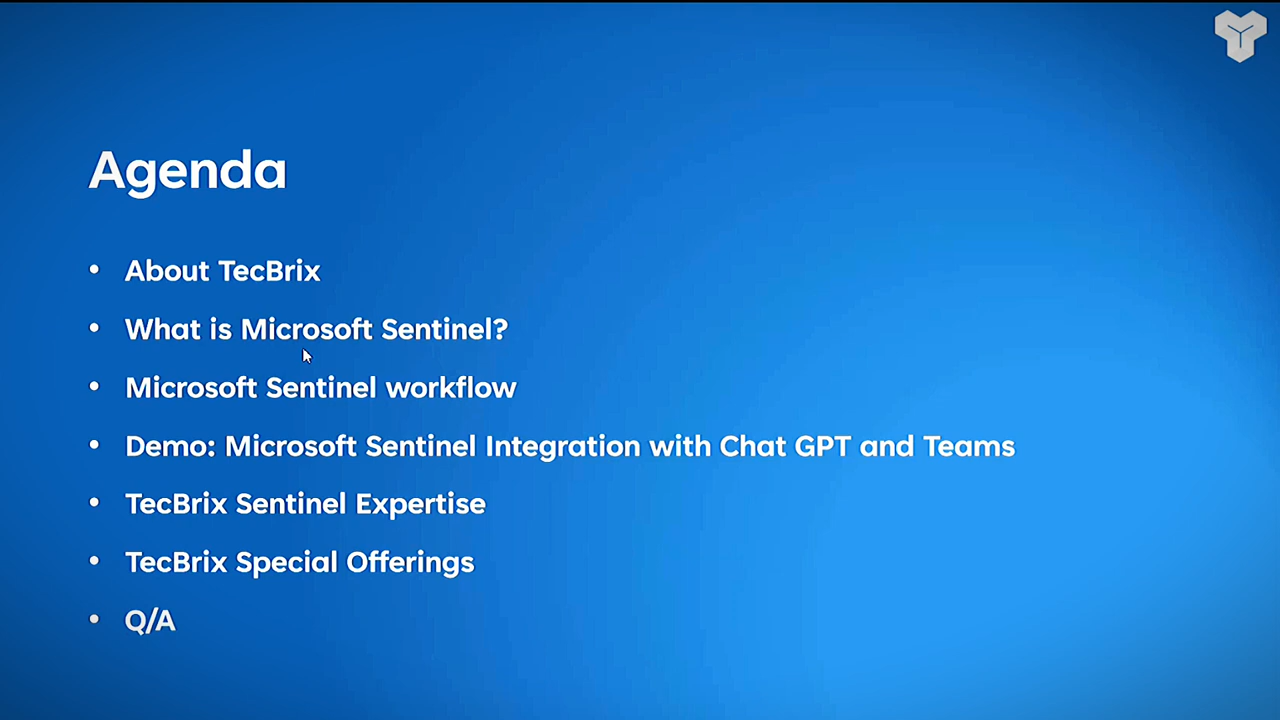 Agenda
• About TecBrix
• What is Microsoft Sentinel?
• Microsoft Sentinel workflow
• Demo: Microsoft Sentinel Integration with Chat GPT and Teams
• TecBrix Sentinel Expertise
• TecBrix Special Offerings
• Q/A